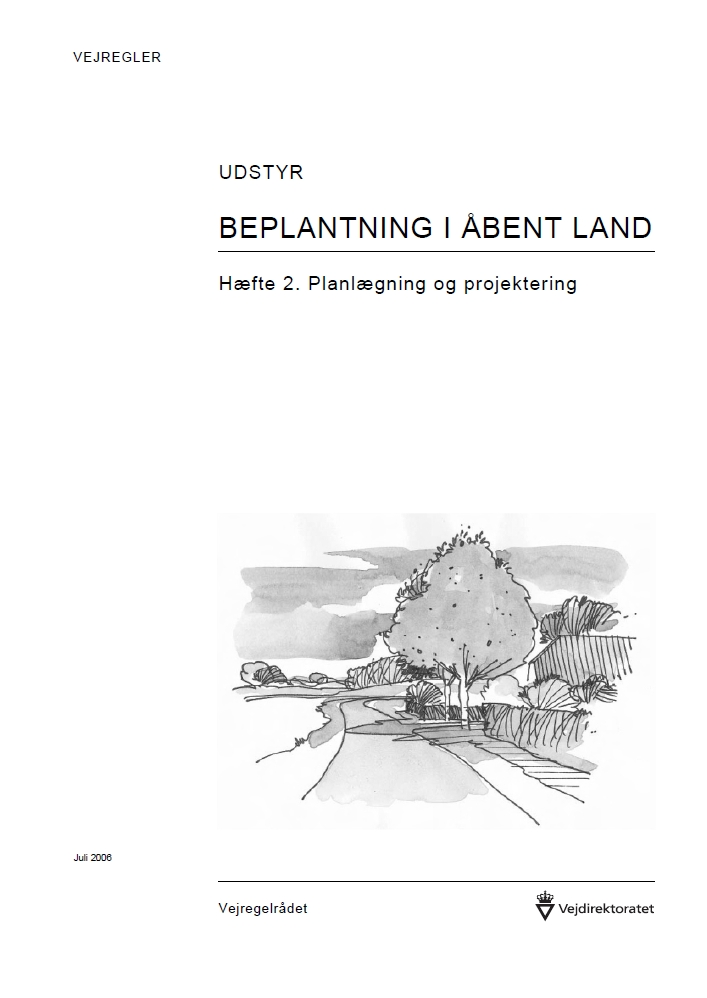 VEJREGLER
UDSTYR
BEPLANTNING I ÅBENT LAND
Hæfte 2. Planlægning og projektering
Juli 2006
Vejregelrådet
Vejdirektoratet